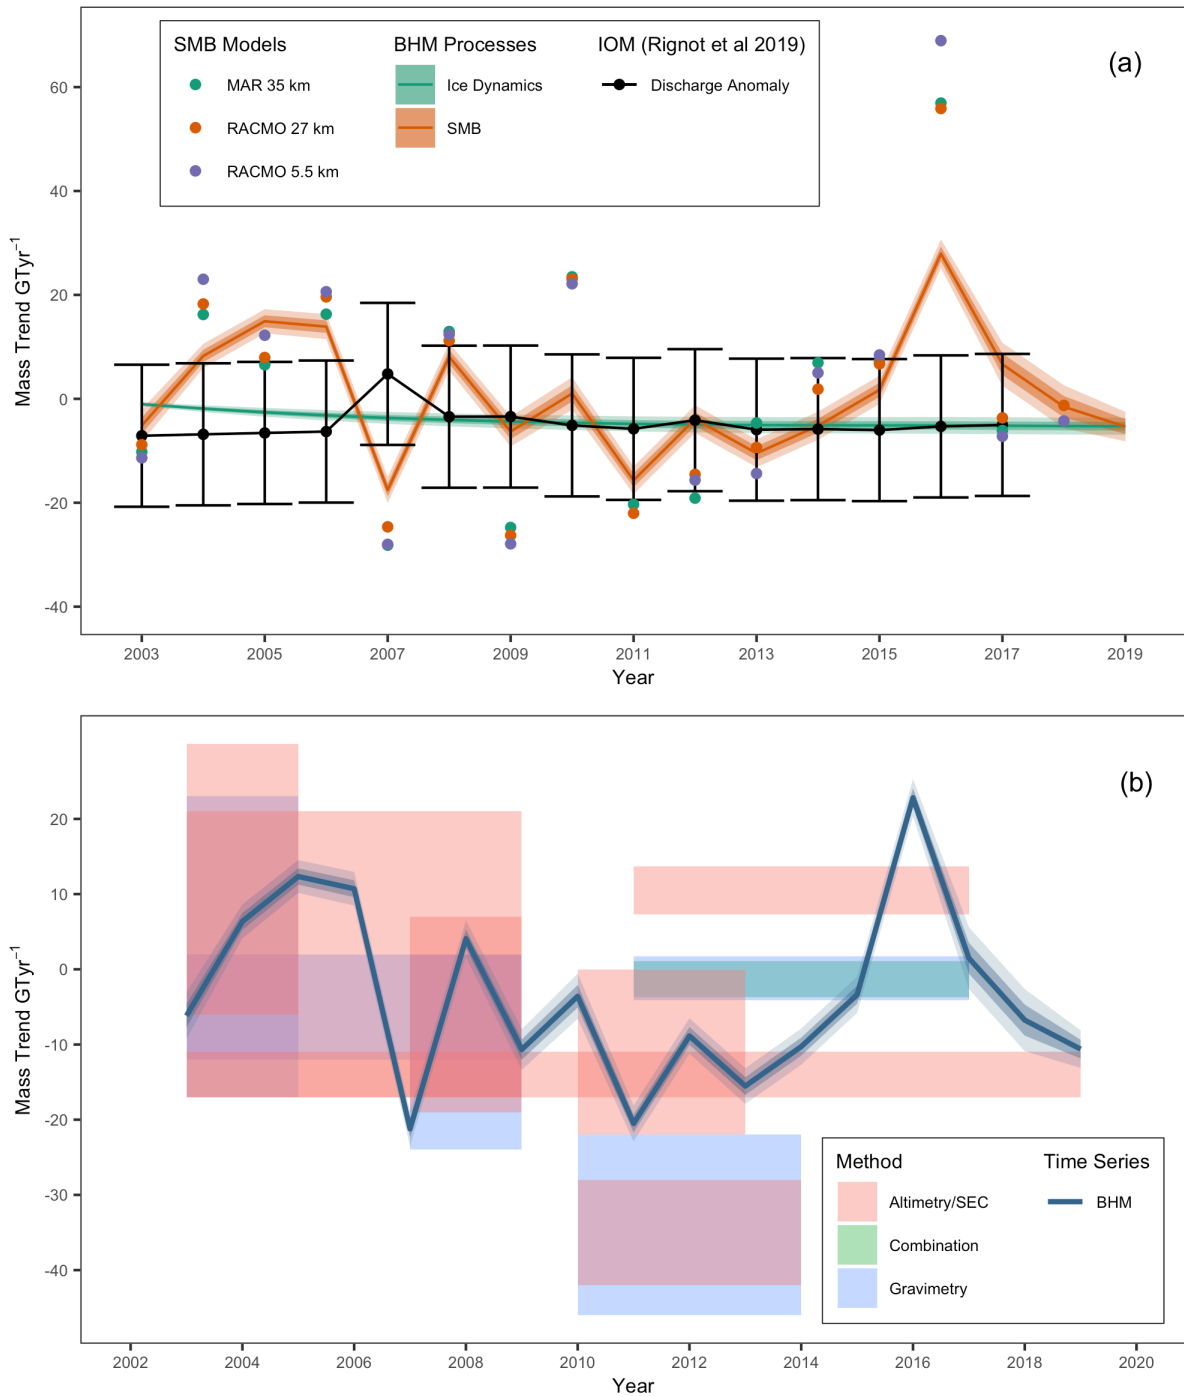 (a)
SMB Models
MAR 35 km
RACMO 27 km
RACMO 5.5 km
BHM Processes
Ice Dynamics
SMB
IOM (Rignot et al 2019)
Discharge Anomaly
Mass Trend GTyr⁻¹
60
40
20
0
-20
-40
2003 2005 2007 2009 2011 2013 2015 2017 2019
Year
(b)
Mass Trend GTyr⁻¹
20
10
0
-10
-20
-30
-40
Method
Altimetry/SEC
Combination
Gravimetry
Time Series
BHM
2002 2004 2006 2008 2010 2012 2014 2016 2018 2020
Year